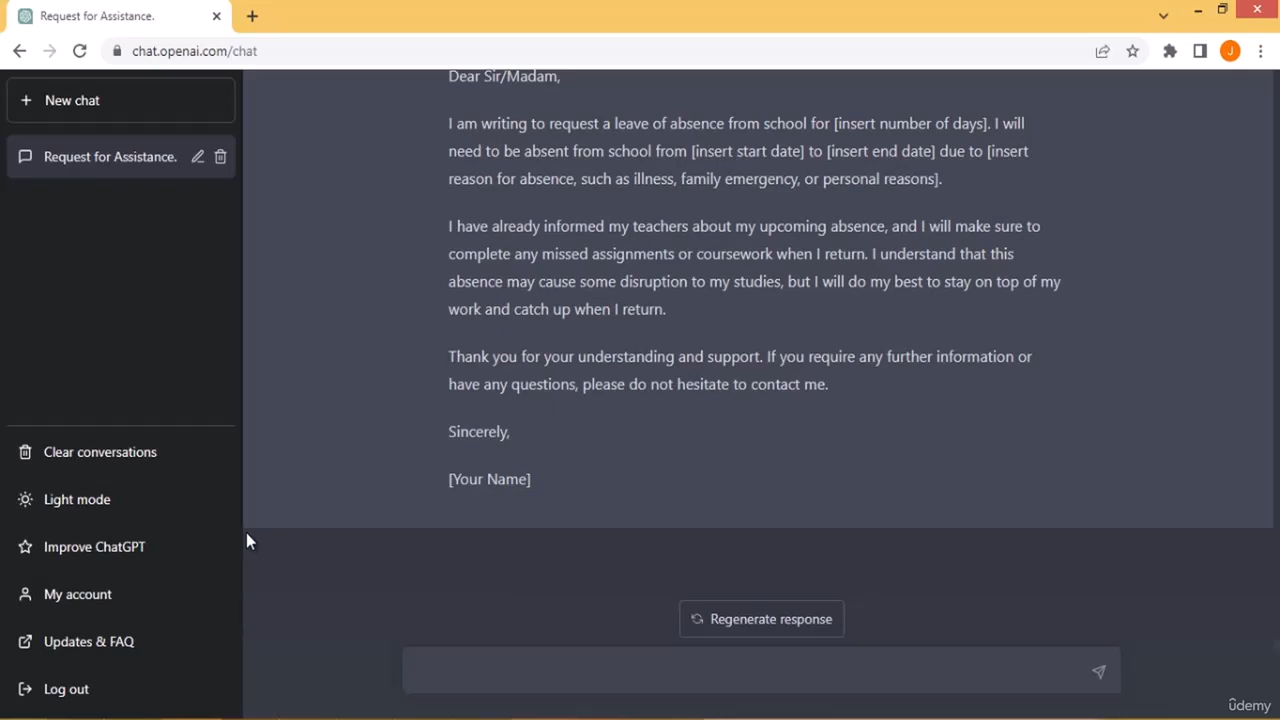 Request for Assistance.
chat.openai.com/chat
J
New chat
Request for Assistance.
Dear Sir/Madam,
I am writing to request a leave of absence from school for [insert number of days]. I will
need to be absent from school from [insert start date] to [insert end date] due to [insert
reason for absence, such as illness, family emergency, or personal reasons].
I have already informed my teachers about my upcoming absence, and I will make sure to
complete any missed assignments or coursework when I return. I understand that this
absence may cause some disruption to my studies, but I will do my best to stay on top of my
work and catch up when I return.
Thank you for your understanding and support. If you require any further information or
have any questions, please do not hesitate to contact me.
Sincerely,
[Your Name]
Clear conversations
Light mode
Improve ChatGPT
My account
Updates & FAQ
Log out
Regenerate response
ûdemy